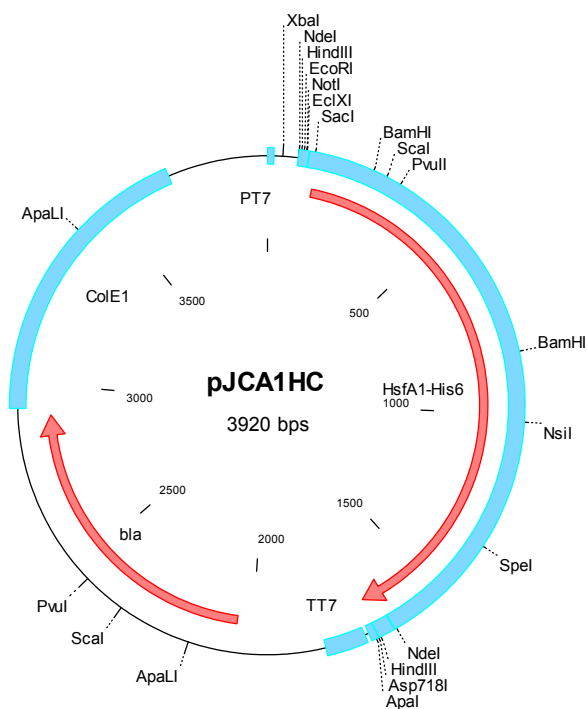 XbaI
NdeI
HindIII
EcoRI
NotI
EclXI
SacI
BamHI
ScaI
PvuII
ApaLI
PT7
ColE1
3500
500
BamHI
pJCA1HC
3920 bps
HsfA1-His6
3000
1000
NsiI
2500
1500
bla
2000
SpeI
PvuI
TT7
ScaI
NdeI
ApaLI
HindIII
Asp718I
ApaI